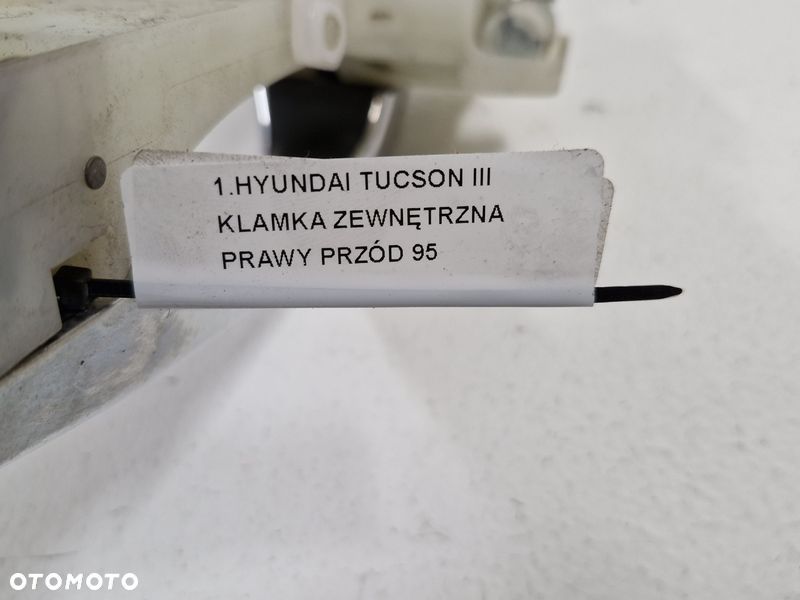 1.HYUNDAI TUCSON III
KLAMKA ZEWNĘTRZNA
PRAWY PRZÓD 95
OTOMOTO